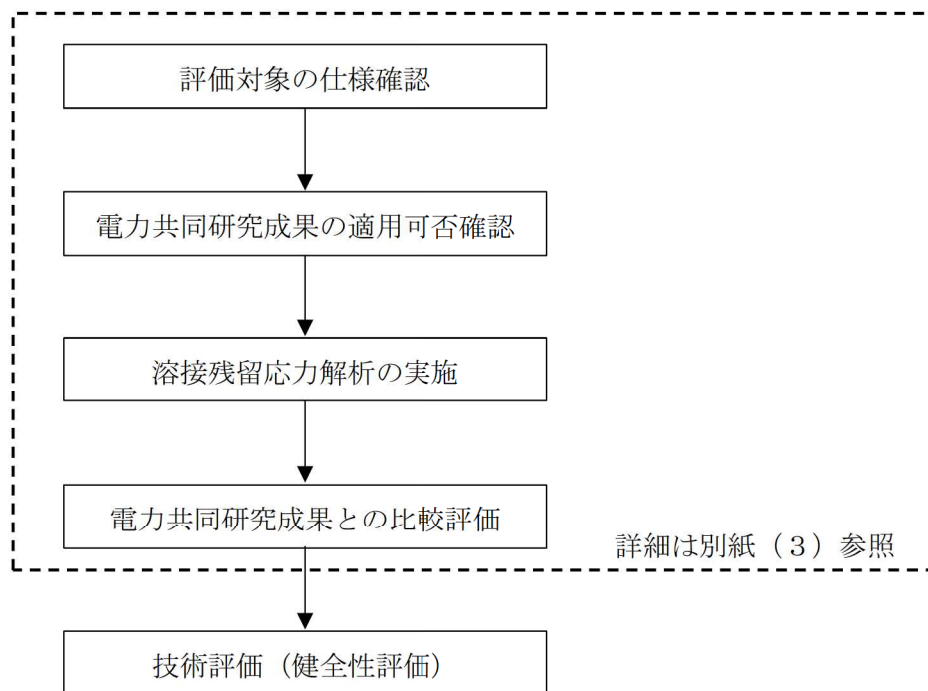 評価対象の仕様確認
電力共同研究成果の適用可否確認
溶接残留応力解析の実施
電力共同研究成果との比較評価
詳細は別紙（３）参照
技術評価（健全性評価）